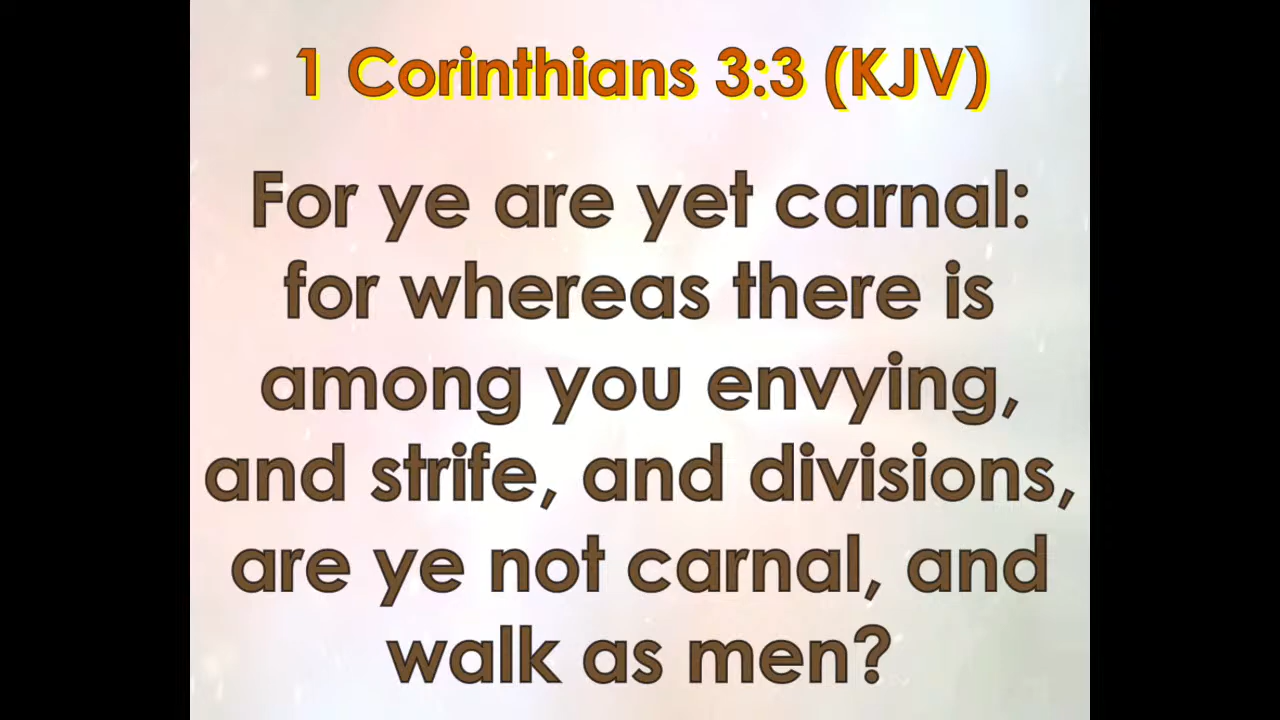 1 Corinthians 3:3 (KJV)
For ye are yet carnal:
for whereas there is
among you envying,
and strife, and divisions,
are ye not carnal, and
walk as men?